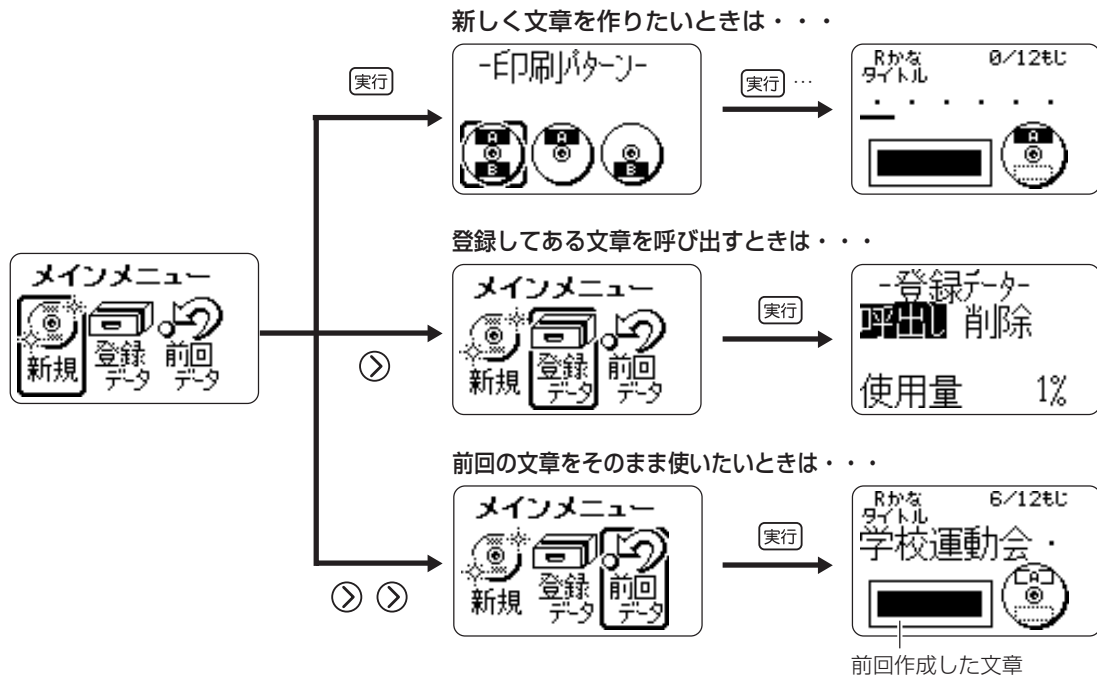 新しく文章を作りたいときは・・・
実行
-印刷パターン-
A
B
A
B
実行 …
Rかな 0/12もじ
タイトル
・・・・・・
A
登録してある文章を呼び出すときは・・・
メインメニュー
新規
登録
データ
前回
データ
メインメニュー
新規
登録
データ
前回
データ
実行
-登録データ-
呼出し 削除
使用量 1%
前回の文章をそのまま使いたいときは・・・
メインメニュー
新規
登録
データ
前回
データ
実行
Rかな 6/12もじ
タイトル
学校運動会・
A
前回作成した文章